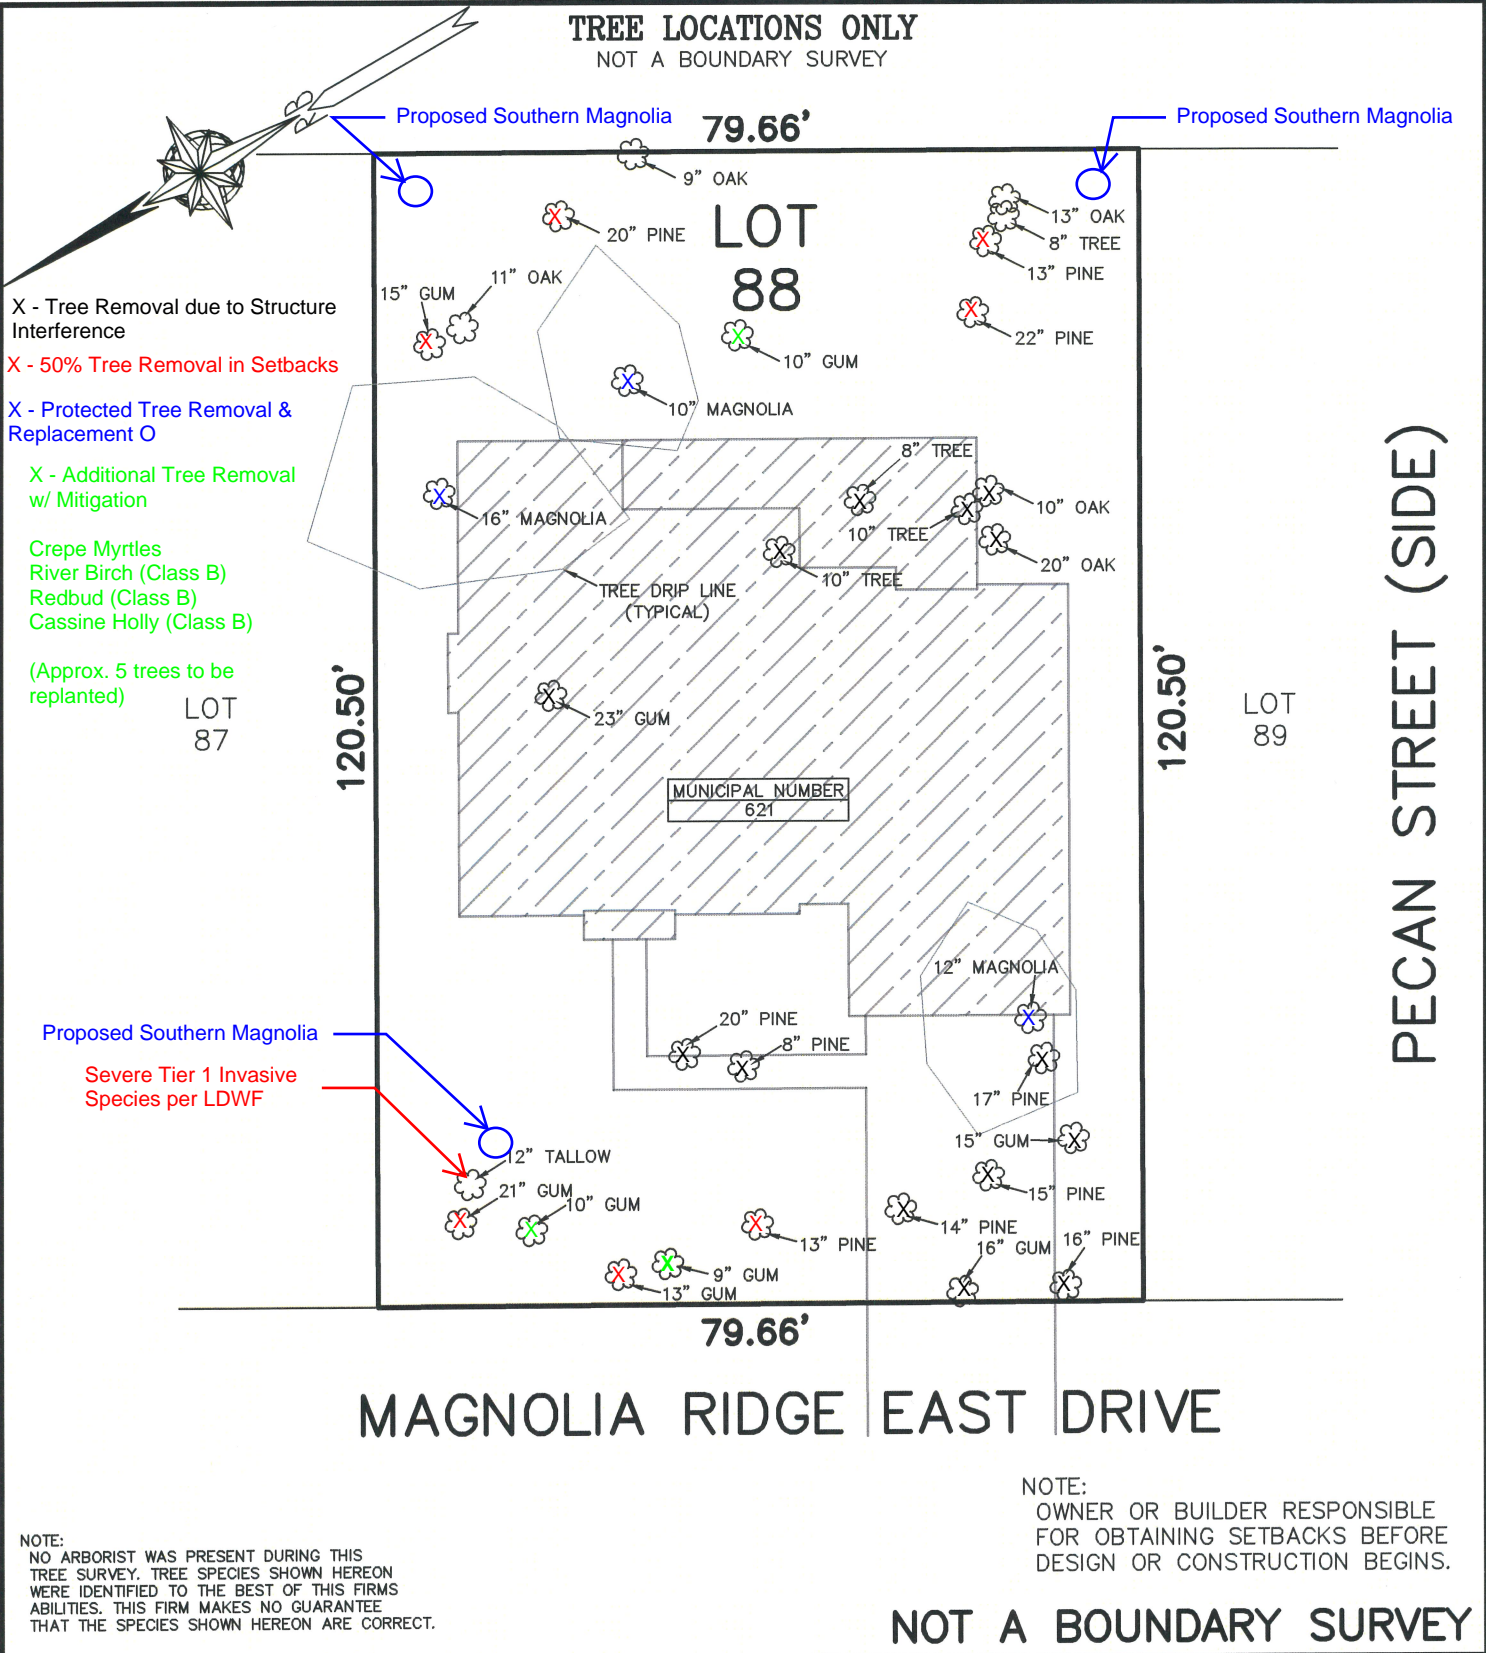 TREE LOCATIONS ONLY
NOT A BOUNDARY SURVEY
Proposed Southern Magnolia
Proposed Southern Magnolia
79.66'
9" OAK
20" PINE
LOT
88
13" OAK
8" TREE
13" PINE
22" PINE
15" GUM
11" OAK
10" GUM
10" MAGNOLIA
X - Tree Removal due to Structure
Interference
X - 50% Tree Removal in Setbacks
X - Protected Tree Removal &
Replacement O
X - Additional Tree Removal
w/ Mitigation
Crepe Myrtles
River Birch (Class B)
Redbud (Class B)
Cassine Holly (Class B)
(Approx. 5 trees to be
replanted)
8" TREE
16" MAGNOLIA
10" TREE
10" OAK
20" OAK
10" TREE
TREE DRIP LINE
(TYPICAL)
LOT
87
120.50'
23" GUM
MUNICIPAL NUMBER
621
120.50'
LOT
89
PECAN STREET (SIDE)
12" MAGNOLIA
20" PINE
8" PINE
17" PINE
Proposed Southern Magnolia
Severe Tier 1 Invasive
Species per LDWF
12" TALLOW
21" GUM
10" GUM
15" GUM
15" PINE
14" PINE
13" PINE
16" GUM
16" PINE
9" GUM
13" GUM
79.66'
MAGNOLIA RIDGE EAST DRIVE
NOTE:
OWNER OR BUILDER RESPONSIBLE
FOR OBTAINING SETBACKS BEFORE
DESIGN OR CONSTRUCTION BEGINS.
NOTE:
NO ARBORIST WAS PRESENT DURING THIS
TREE SURVEY. TREE SPECIES SHOWN HEREON
WERE IDENTIFIED TO THE BEST OF THIS FIRMS
ABILITIES. THIS FIRM MAKES NO GUARANTEE
THAT THE SPECIES SHOWN HEREON ARE CORRECT.
NOT A BOUNDARY SURVEY